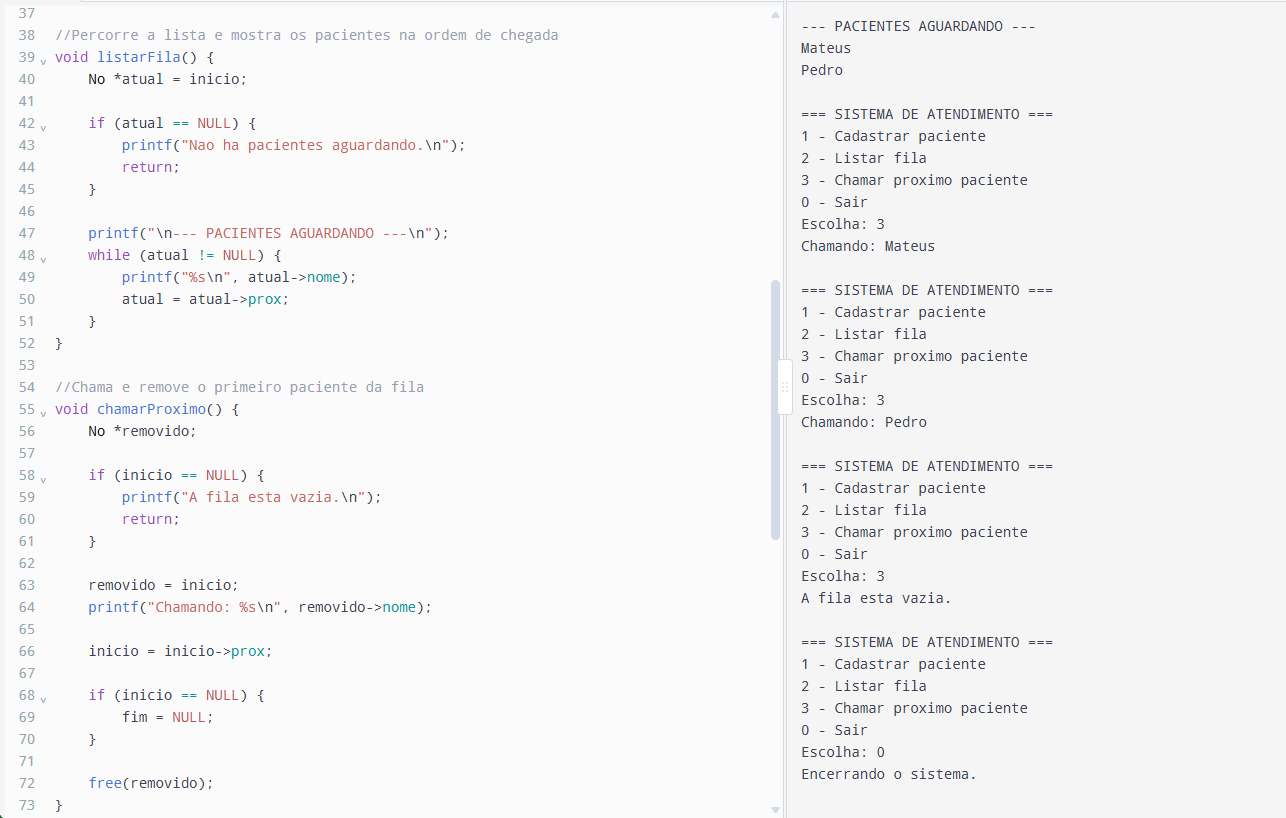 37
38 //Percorre a lista e mostra os pacientes na ordem de chegada
39 void listarFila() {
40     No *atual = inicio;
41
42     if (atual == NULL) {
43         printf("Nao ha pacientes aguardando.\n");
44         return;
45     }
46
47     printf("\n--- PACIENTES AGUARDANDO ---\n");
48     while (atual != NULL) {
49         printf("%s\n", atual->nome);
50         atual = atual->prox;
51     }
52 }
53
54 //Chama e remove o primeiro paciente da fila
55 void chamarProximo() {
56     No *removido;
57
58     if (inicio == NULL) {
59         printf("A fila esta vazia.\n");
60         return;
61     }
62
63     removido = inicio;
64     printf("Chamando: %s\n", removido->nome);
65
66     inicio = inicio->prox;
67
68     if (inicio == NULL) {
69         fim = NULL;
70     }
71
72     free(removido);
73 }
--- PACIENTES AGUARDANDO ---
Mateus
Pedro
=== SISTEMA DE ATENDIMENTO ===
1 - Cadastrar paciente
2 - Listar fila
3 - Chamar proximo paciente
0 - Sair
Escolha: 3
Chamando: Mateus
=== SISTEMA DE ATENDIMENTO ===
1 - Cadastrar paciente
2 - Listar fila
3 - Chamar proximo paciente
0 - Sair
Escolha: 3
Chamando: Pedro
=== SISTEMA DE ATENDIMENTO ===
1 - Cadastrar paciente
2 - Listar fila
3 - Chamar proximo paciente
0 - Sair
Escolha: 3
A fila esta vazia.
=== SISTEMA DE ATENDIMENTO ===
1 - Cadastrar paciente
2 - Listar fila
3 - Chamar proximo paciente
0 - Sair
Escolha: 0
Encerrando o sistema.